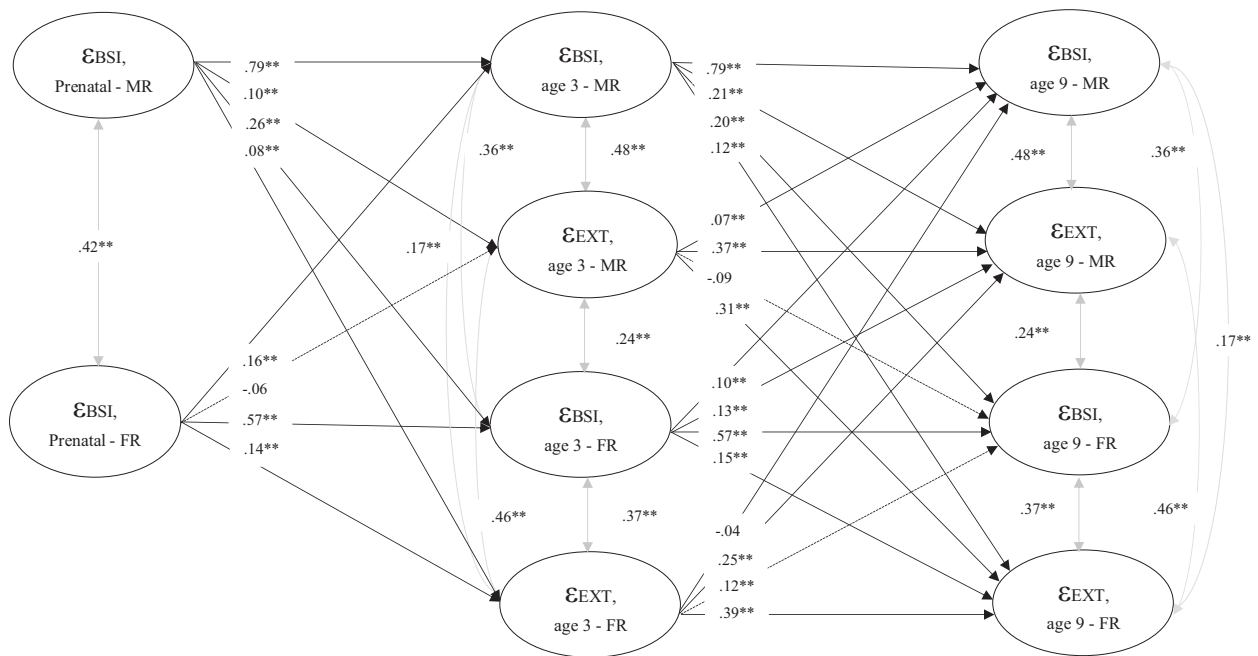 εBSI,
Prenatal - MR
εBSI,
Prenatal - FR
.42**
.79**
.10**
.26**
.08**
.16**
-.06
.57**
.14**
εBSI,
age 3 - MR
εEXT,
age 3 - MR
εBSI,
age 3 - FR
εEXT,
age 3 - FR
.36**
.48**
.17**
.24**
.46**
.37**
.79**
.21**
.20**
.12**
.07**
.37**
-.09
.31**
.10**
.13**
.57**
.15**
-.04
.25**
.12**
.39**
εBSI,
age 9 - MR
εEXT,
age 9 - MR
εBSI,
age 9 - FR
εEXT,
age 9 - FR
.48**
.36**
.24**
.17**
.37**
.46**